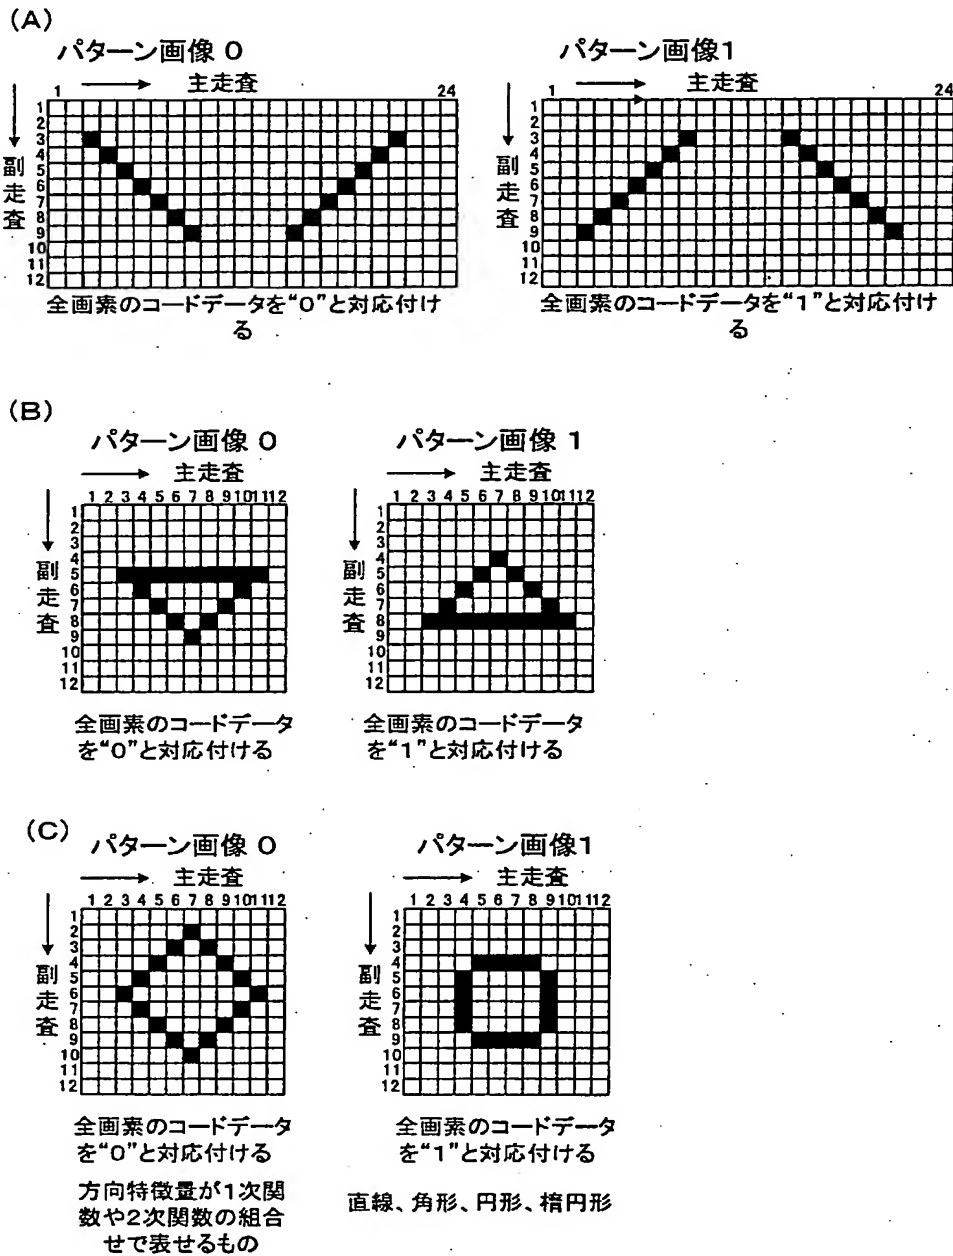 (A)
パターン画像 0
1 主走査 24
副走査
1
2
3
4
5
6
7
8
9
10
11
12
全画素のコードデータを“0”と対応付け
る
パターン画像1
1 主走査 24
副走査
1
2
3
4
5
6
7
8
9
10
11
12
全画素のコードデータを“1”と対応付け
る
(B)
パターン画像 0
主走査
1 2 3 4 5 6 7 8 9 10 11 12
副走査
1
2
3
4
5
6
7
8
9
10
11
12
全画素のコードデータ
を“0”と対応付ける
パターン画像 1
主走査
1 2 3 4 5 6 7 8 9 10 11 12
副走査
1
2
3
4
5
6
7
8
9
10
11
12
全画素のコードデータ
を“1”と対応付ける
(C)
パターン画像 0
主走査
1 2 3 4 5 6 7 8 9 10 11 12
副走査
1
2
3
4
5
6
7
8
9
10
11
12
全画素のコードデータ
を“0”と対応付ける
方向特徴量が1次関
数や2次関数の組合
せで表せるもの
パターン画像1
主走査
1 2 3 4 5 6 7 8 9 10 11 12
副走査
1
2
3
4
5
6
7
8
9
10
11
12
全画素のコードデータ
を“1”と対応付ける
直線、角形、円形、楕円形